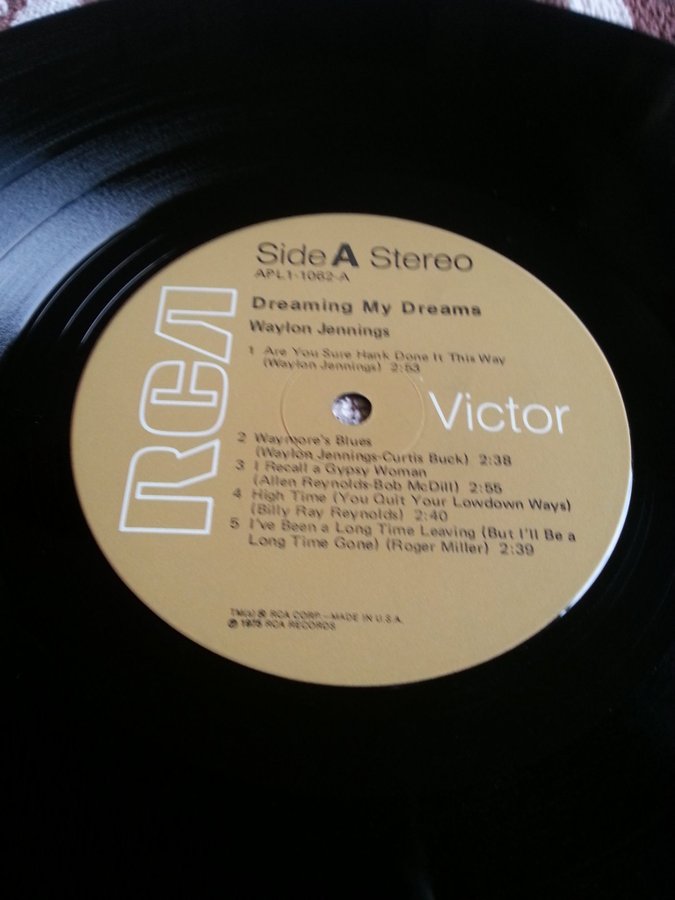 Side A Stereo
APL1-1062-A
Dreaming My Dreams
Waylon Jennings
1 Are You Sure Hank Done It This Way
(Waylon Jennings) 2:53
RCA
Victor
2 Waymore's Blues
(Waylon Jennings-Curtis Buck) 2:38
3 I Recall a Gypsy Woman
(Allen Reynolds-Bob McDill) 2:55
4 High Time (You Quit Your Lowdown Ways)
(Billy Ray Reynolds) 2:40
5 I've Been a Long Time Leaving (But I'll Be a
Long Time Gone) (Roger Miller) 2:39
TM(s) ® RCA CORP.—MADE IN U.S.A.
℗ 1975 RCA RECORDS